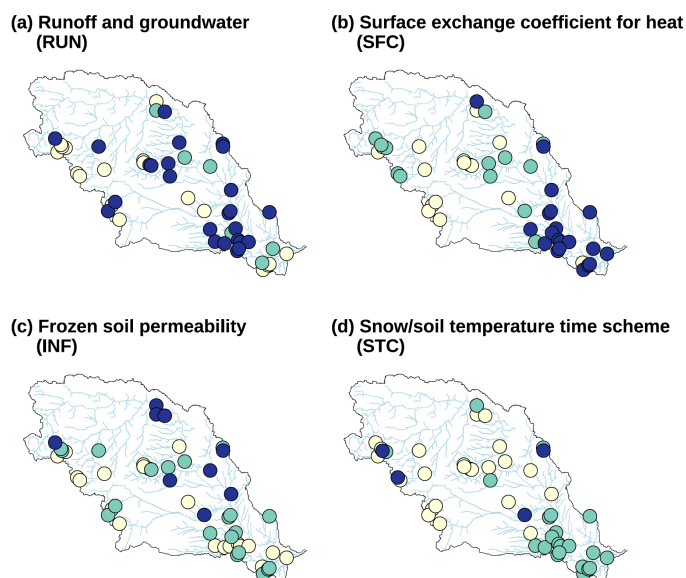 (a) Runoff and groundwater
(RUN)
(b) Surface exchange coefficient for heat
(SFC)
(c) Frozen soil permeability
(INF)
(d) Snow/soil temperature time scheme
(STC)